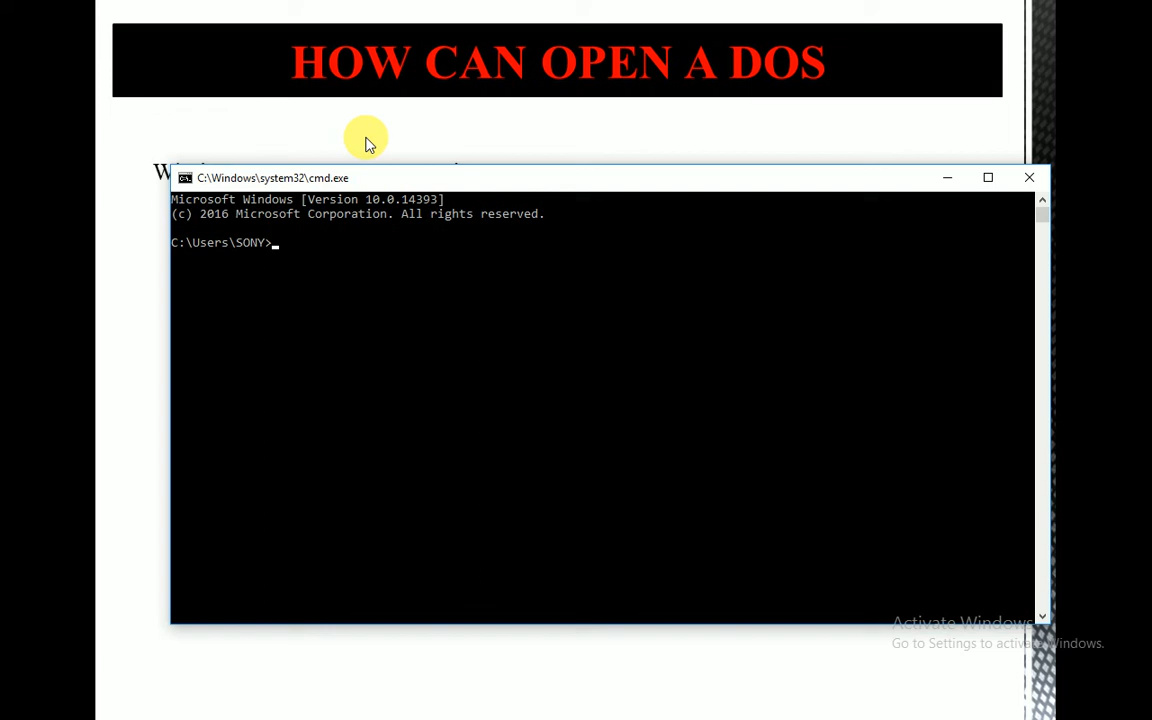 HOW CAN OPEN A DOS
C:\Windows\system32\cmd.exe
Microsoft Windows [Version 10.0.14393]
(c) 2016 Microsoft Corporation. All rights reserved.
C:\Users\SONY>
Activate Windows
Go to Settings to activate Windows.